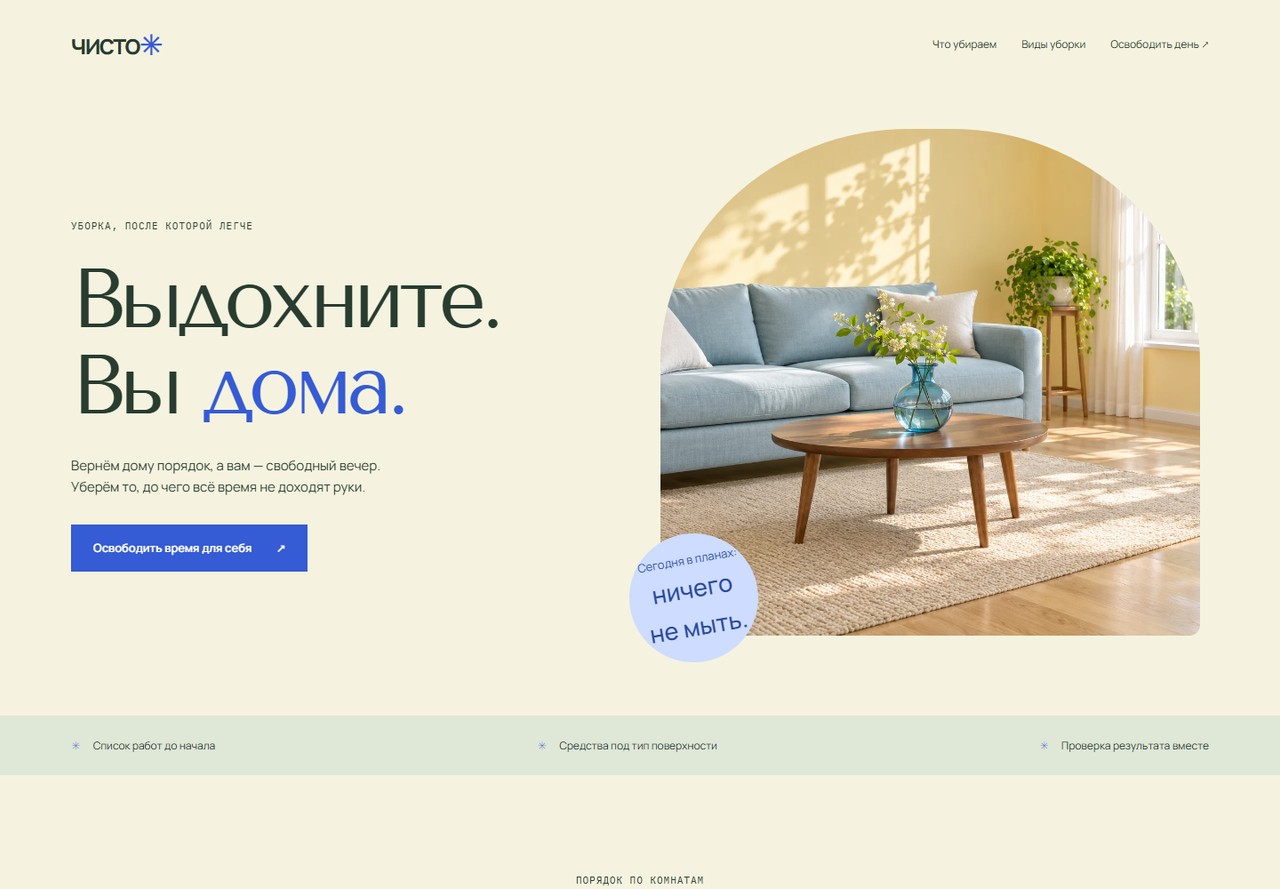 ЧИСТО✳
Что убираем
Виды уборки
Освободить день ↗
УБОРКА, ПОСЛЕ КОТОРОЙ ЛЕГЧЕ
Выдохните.
Вы дома.
Вернём дому порядок, а вам — свободный вечер.
Уберём то, до чего всё время не доходят руки.
Освободить время для себя ↗
Сегодня в планах:
ничего
не мыть.
✳ Список работ до начала
✳ Средства под тип поверхности
✳ Проверка результата вместе
ПОРЯДОК ПО КОМНАТАМ